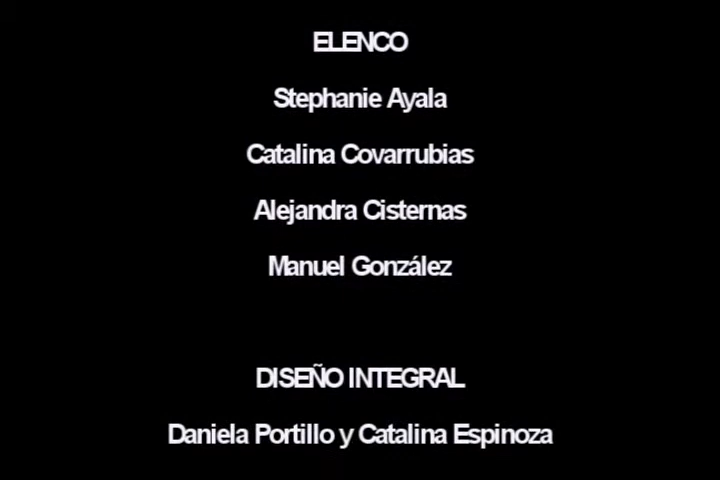 ELENCO
Stephanie Ayala
Catalina Covarrubias
Alejandra Cisternas
Manuel González
DISEÑO INTEGRAL
Daniela Portillo y Catalina Espinoza